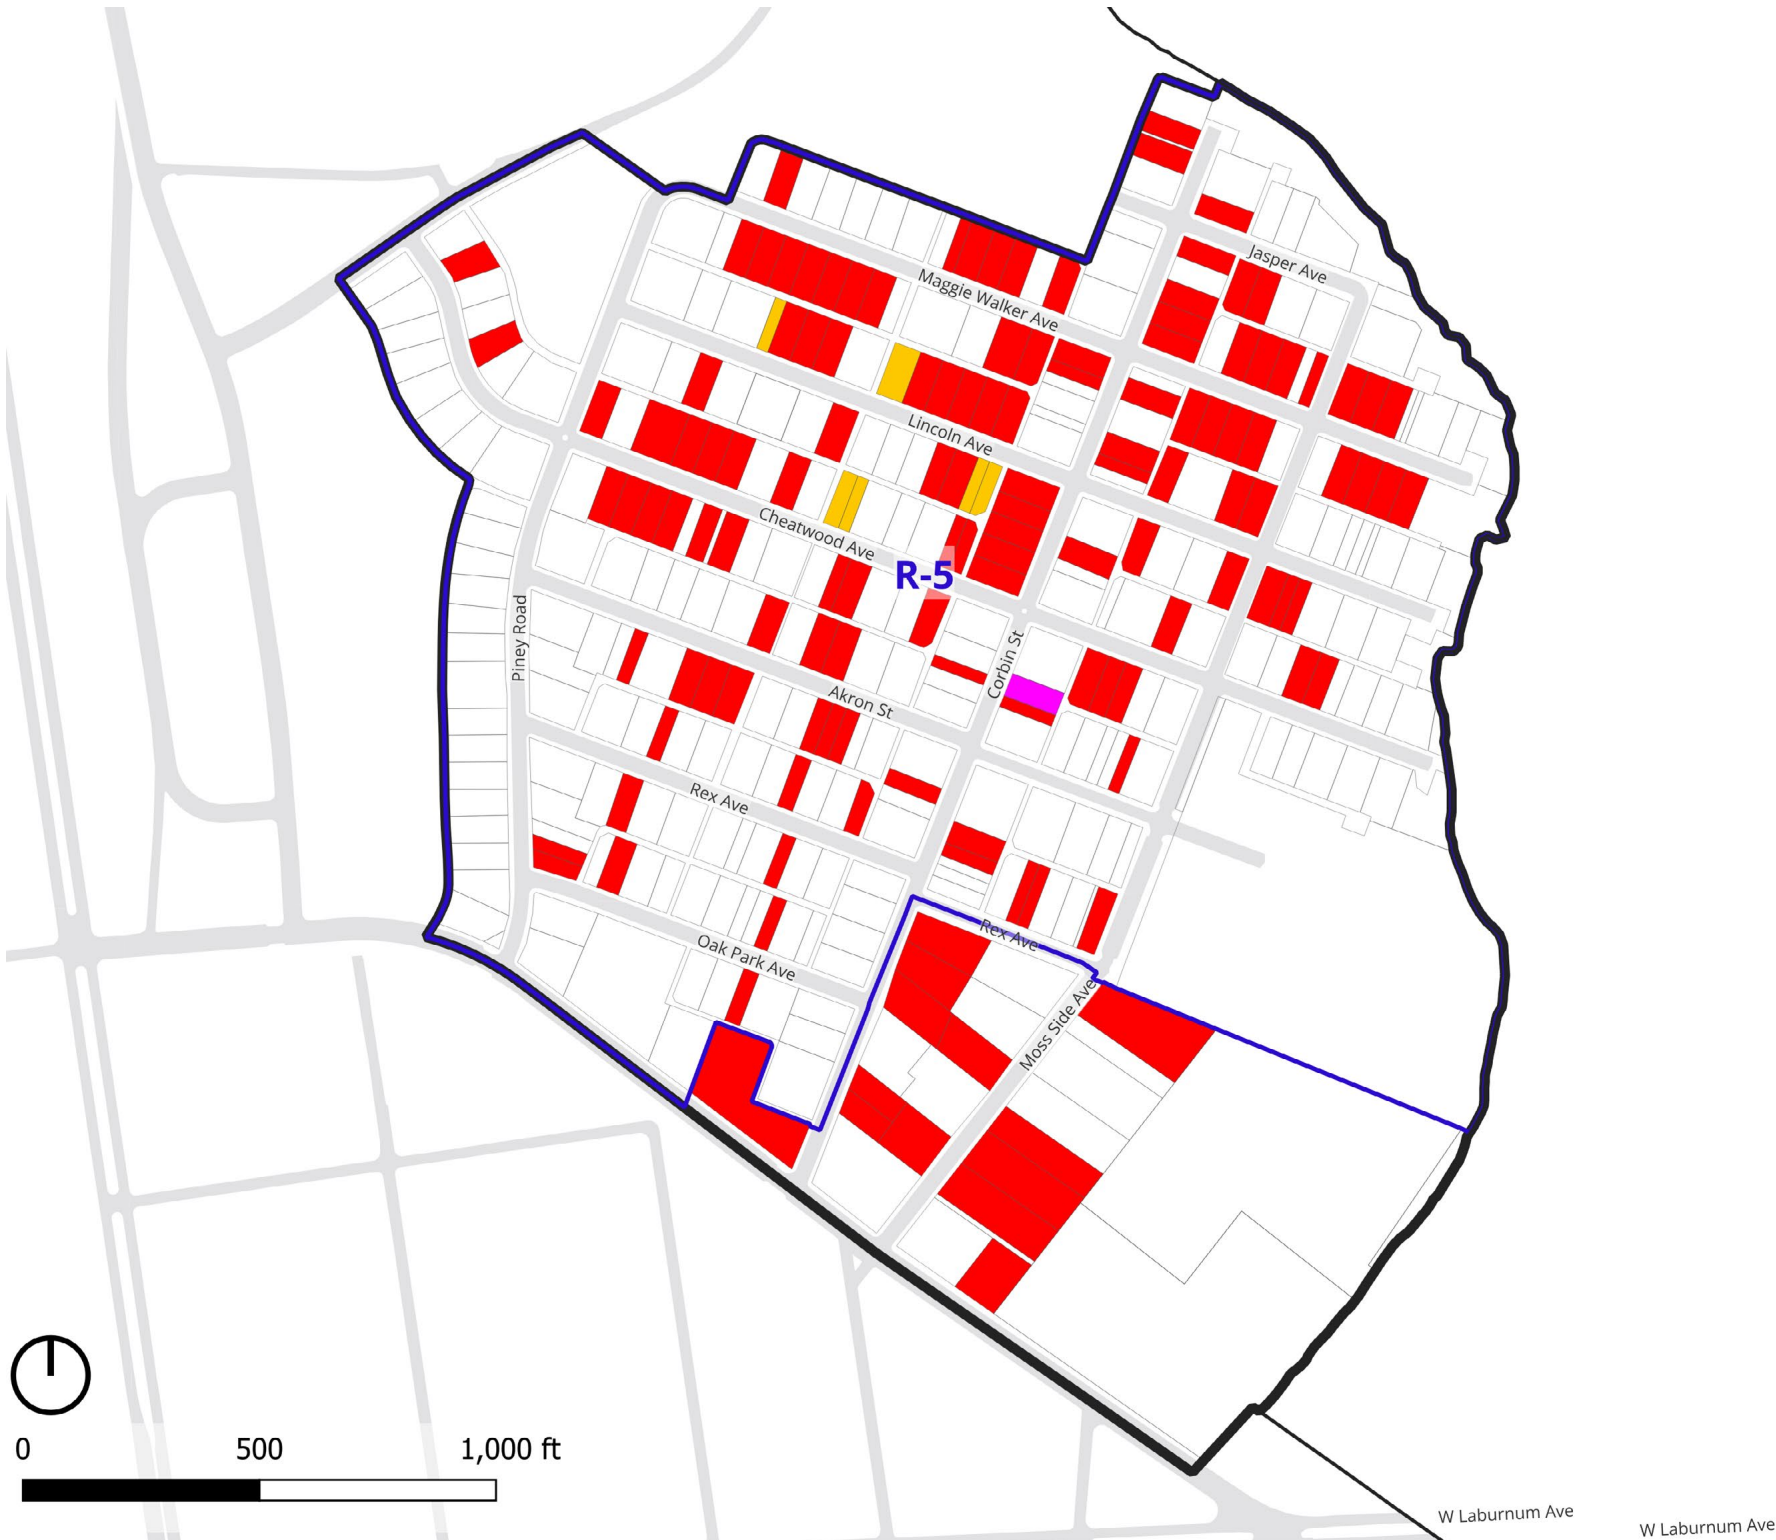 Jasper Ave
Maggie Walker Ave
Lincoln Ave
Cheatwood Ave
R-5
Piney Road
Corbin St
Akron St
Rex Ave
Rex Ave
Oak Park Ave
Moss Side Ave
0 500 1,000 ft
W Laburnum Ave
W Laburnum Ave